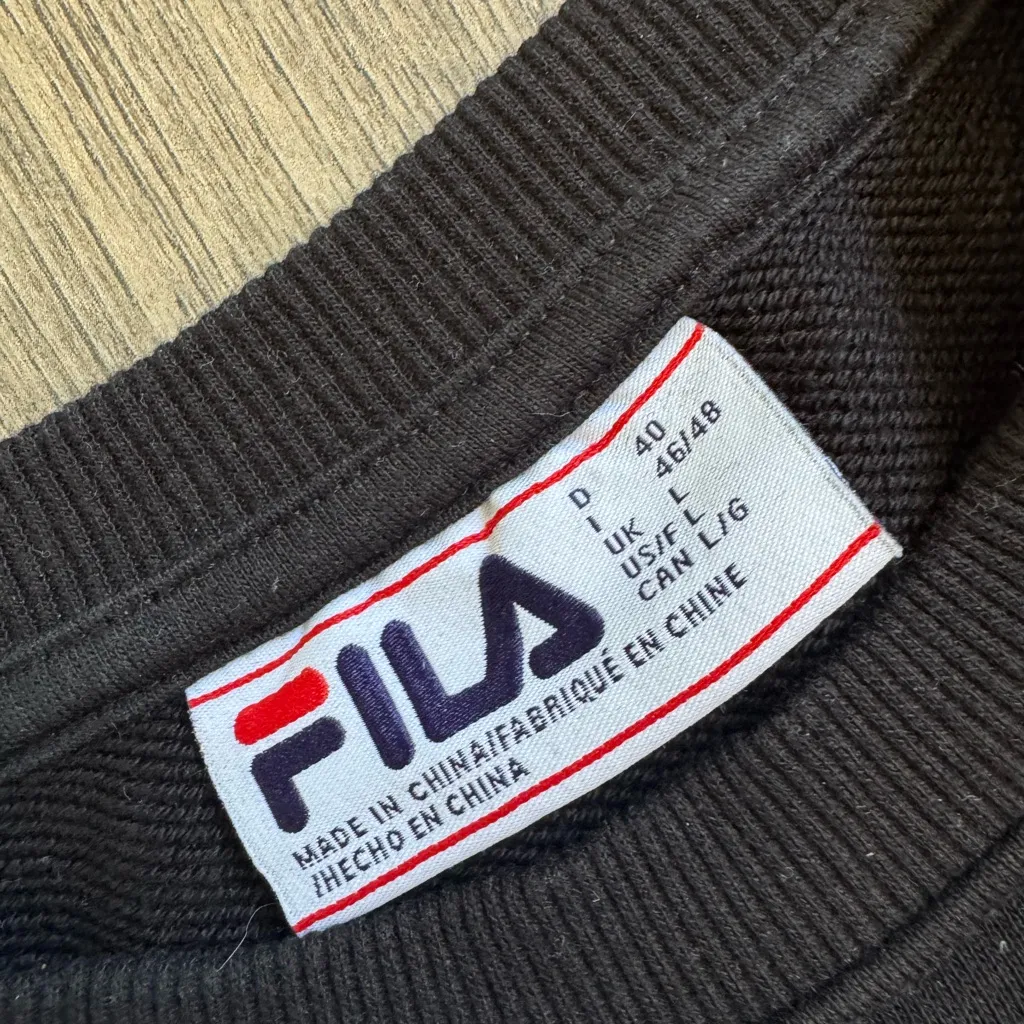 FILA
D 40
I 46/48
UK L
US/F L
CAN L/G
MADE IN CHINA/FABRIQUÉ EN CHINE
/HECHO EN CHINA